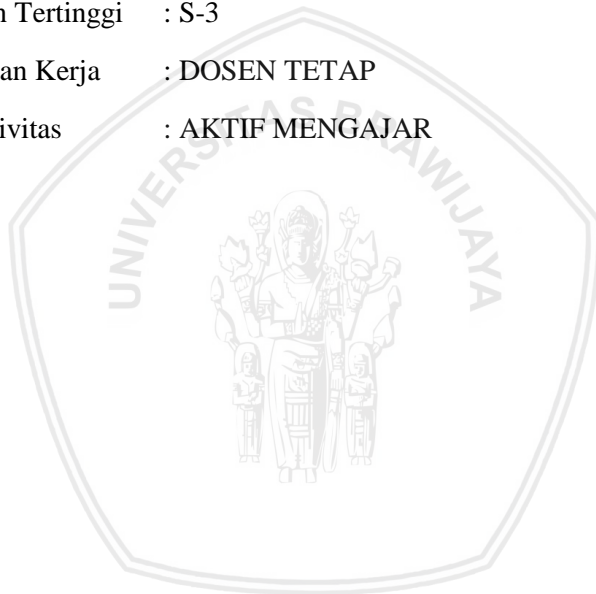 n Tertinggi : S-3
an Kerja : DOSEN TETAP
ivitas : AKTIF MENGAJAR
UNIVERSITAS BRAWIJAYA